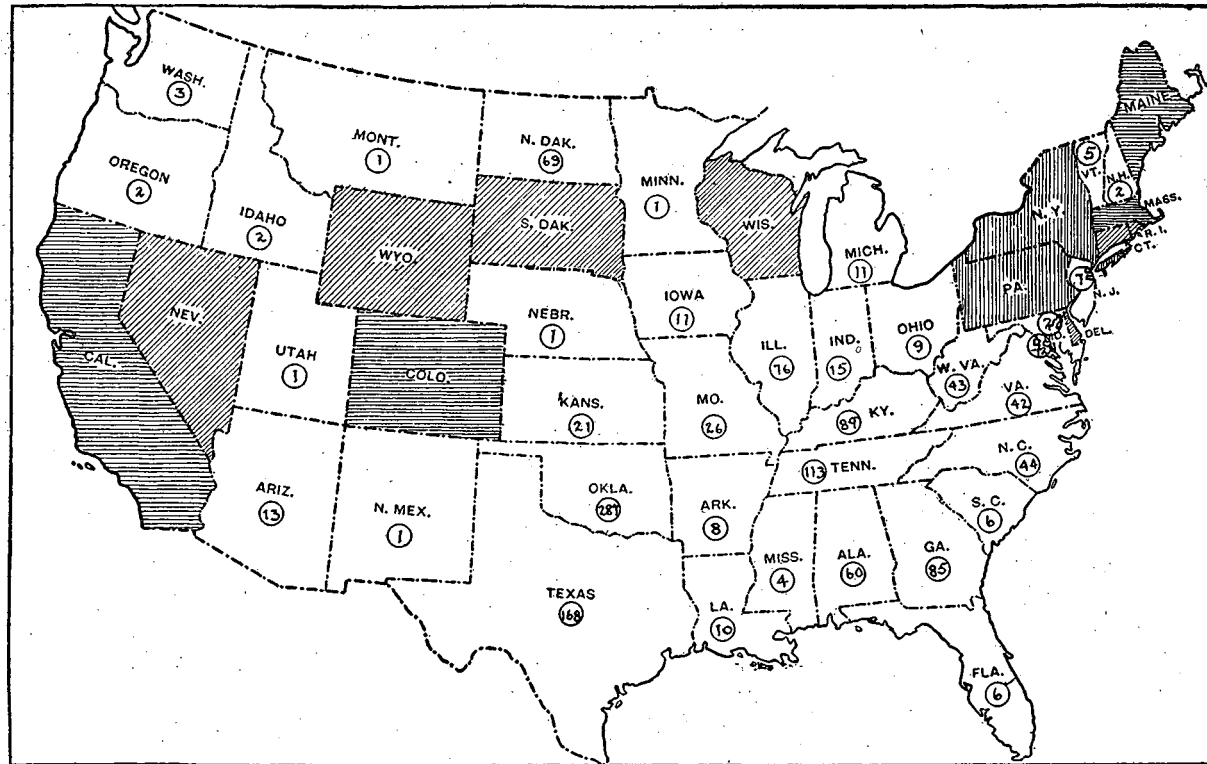 WASH.
3
OREGON
2
IDAHO
2
MONT.
1
N. DAK.
69
MINN.
1
S. DAK.
WYO.
WIS.
MICH.
11
MAINE
5
VT.
N.H.
2
MASS.
R. I.
CT.
N.Y.
PA.
N. J.
DEL.
NEV.
CAL.
UTAH
1
COLO.
NEBR.
1
IOWA
ILL.
76
IND.
15
OHIO
9
W. VA.
43
VA.
42
KANS.
21
MO.
26
KY.
89
TENN.
113
N. C.
44
ARIZ.
13
N. MEX.
1
OKLA.
ARK.
8
S. C.
6
MISS.
4
ALA.
60
GA.
85
TEXAS
168
LA.
10
FLA.
6